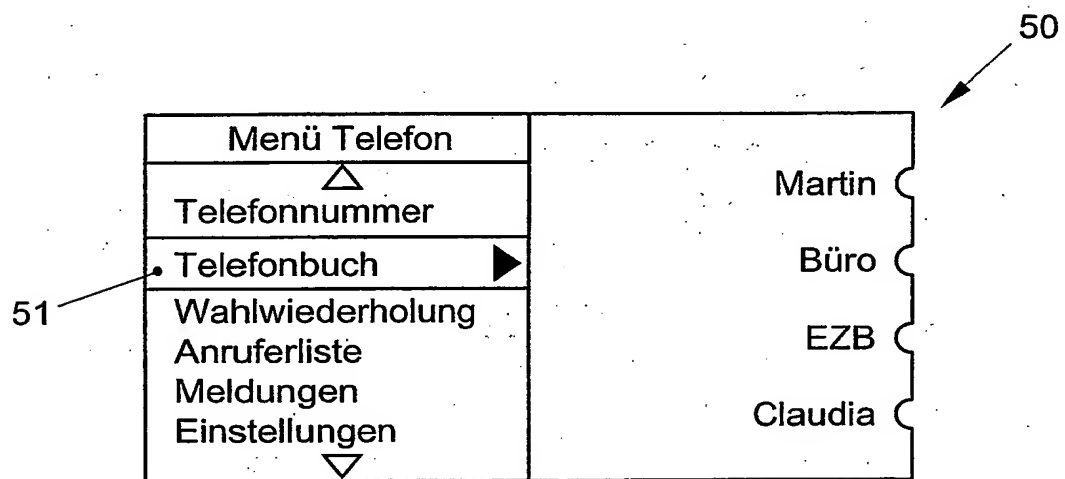 50
Menü Telefon
Telefonnummer
Telefonbuch
Wahlwiederholung
Anruferliste
Meldungen
Einstellungen
Martin
Büro
EZB
Claudia
51